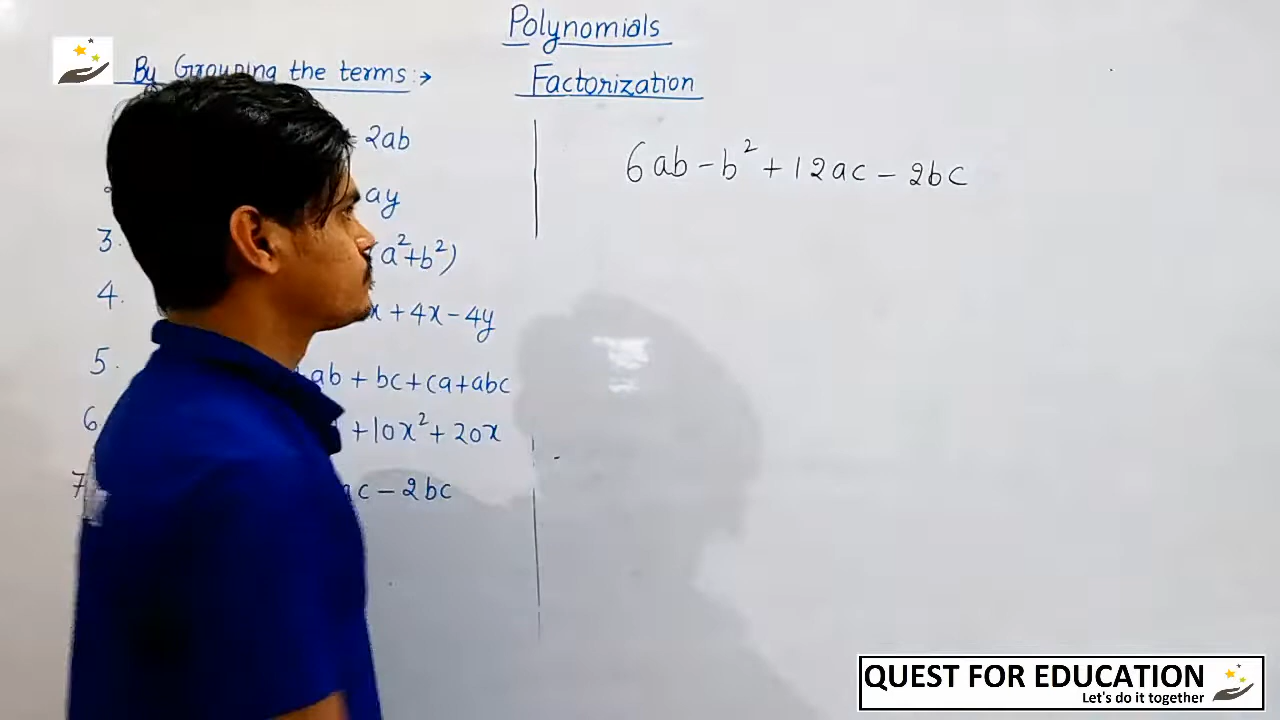 Polynomials
By Grouping the terms:→
Factorization
2ab
6ab - b² + 12ac - 2bc
ay
3.
a²+b²)
4.
x + 4x - 4y
5.
ab + bc + ca + abc
6.
+10x² + 20x
7
c - 2bc
QUEST FOR EDUCATION
Let's do it together